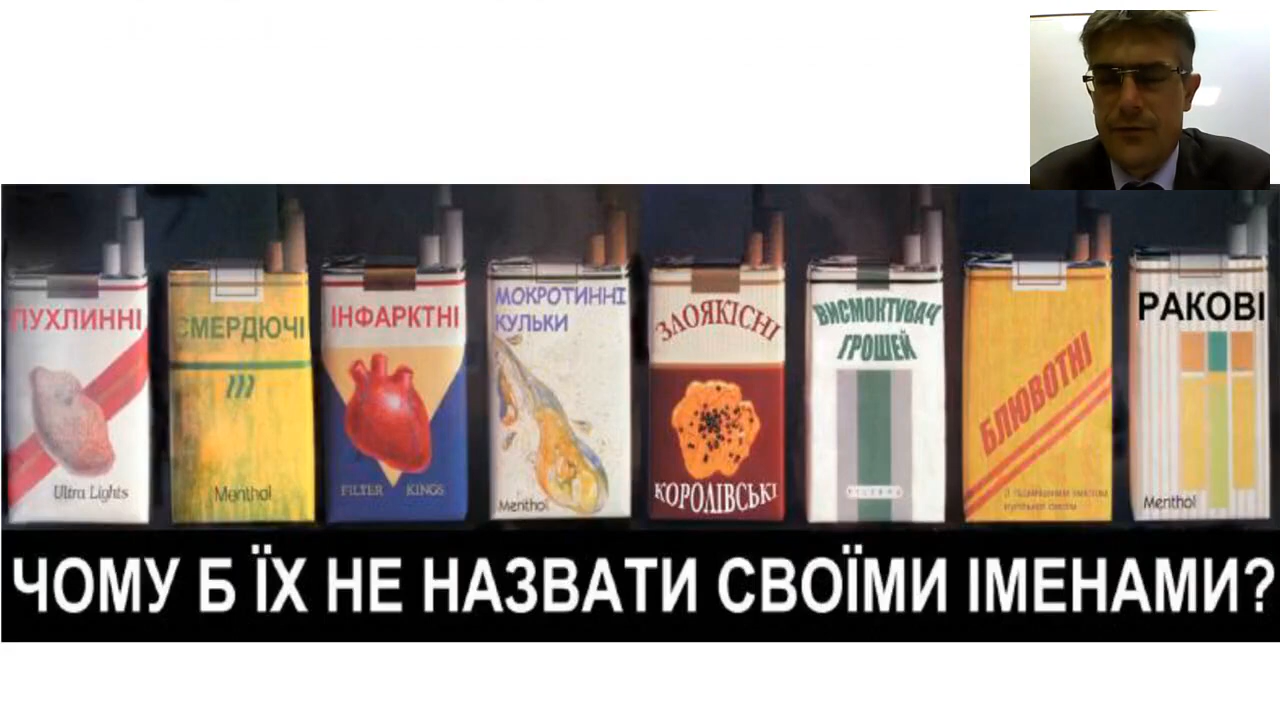 ПУХЛИННІ
Ultra Lights
СМЕРДЮЧІ
Menthol
ІНФАРКТНІ
FILTER KINGS
МОКРОТИННІ
КУЛЬКИ
Menthol
ЗЛОЯКІСНІ
КОРОЛІВСЬКІ
ВИСМОКТУВАЧ
ГРОШЕЙ
БЛЮВОТНІ
РАКОВІ
Menthol
ЧОМУ Б ЇХ НЕ НАЗВАТИ СВОЇМИ ІМЕНАМИ?